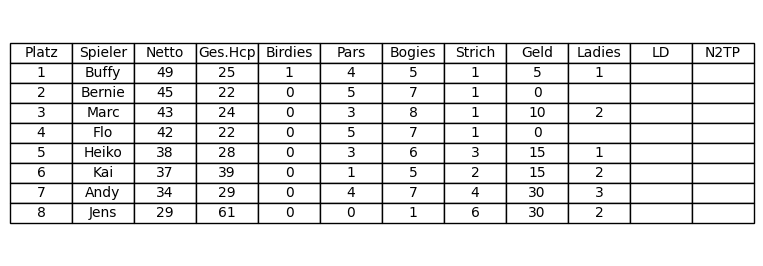 Platz Spieler Netto Ges.Hcp Birdies Pars Bogies Strich Geld Ladies LD N2TP
1 Buffy 49 25 1 4 5 1 5 1
2 Bernie 45 22 0 5 7 1 0
3 Marc 43 24 0 3 8 1 10 2
4 Flo 42 22 0 5 7 1 0
5 Heiko 38 28 0 3 6 3 15 1
6 Kai 37 39 0 1 5 2 15 2
7 Andy 34 29 0 4 7 4 30 3
8 Jens 29 61 0 0 1 6 30 2